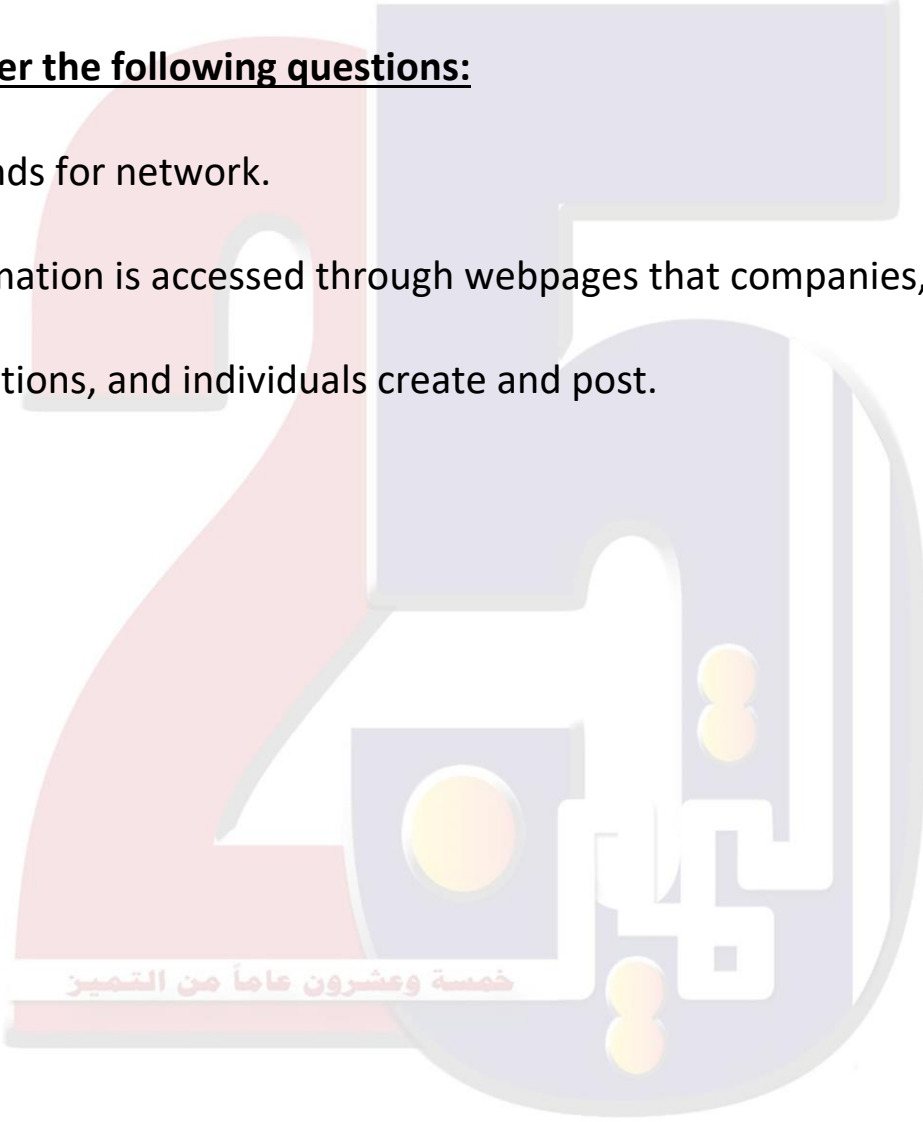 er the following questions:
nds for network.
mation is accessed through webpages that companies,
tions, and individuals create and post.
خمسة وعشرون عاماً من التميز